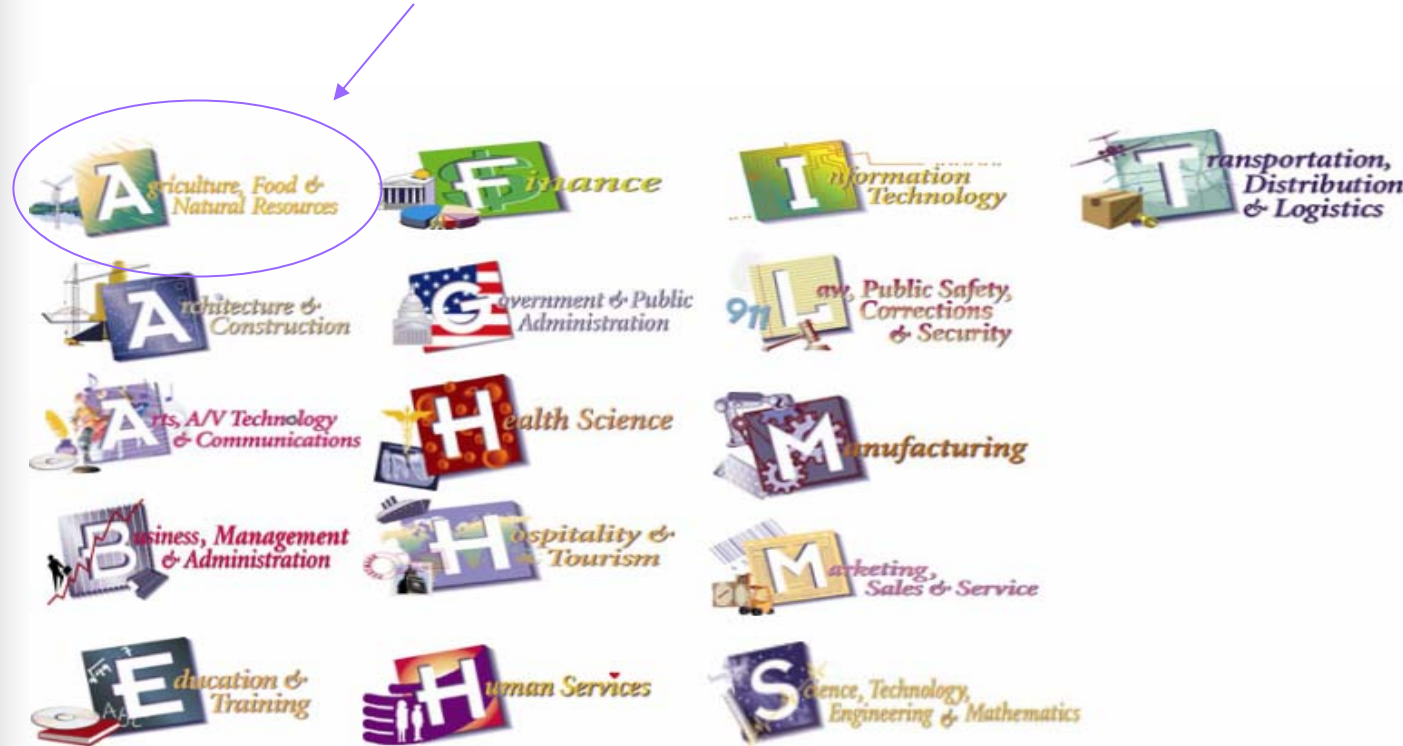 Agriculture, Food &
Natural Resources
Architecture &
Construction
Arts, A/V Technology
& Communications
Business, Management
& Administration
Education &
Training
ABC
Finance
Government & Public
Administration
Health Science
Hospitality &
Tourism
Human Services
Information
Technology
911
Law, Public Safety,
Corrections
& Security
Manufacturing
Marketing,
Sales & Service
Science, Technology,
Engineering & Mathematics
Transportation,
Distribution
& Logistics